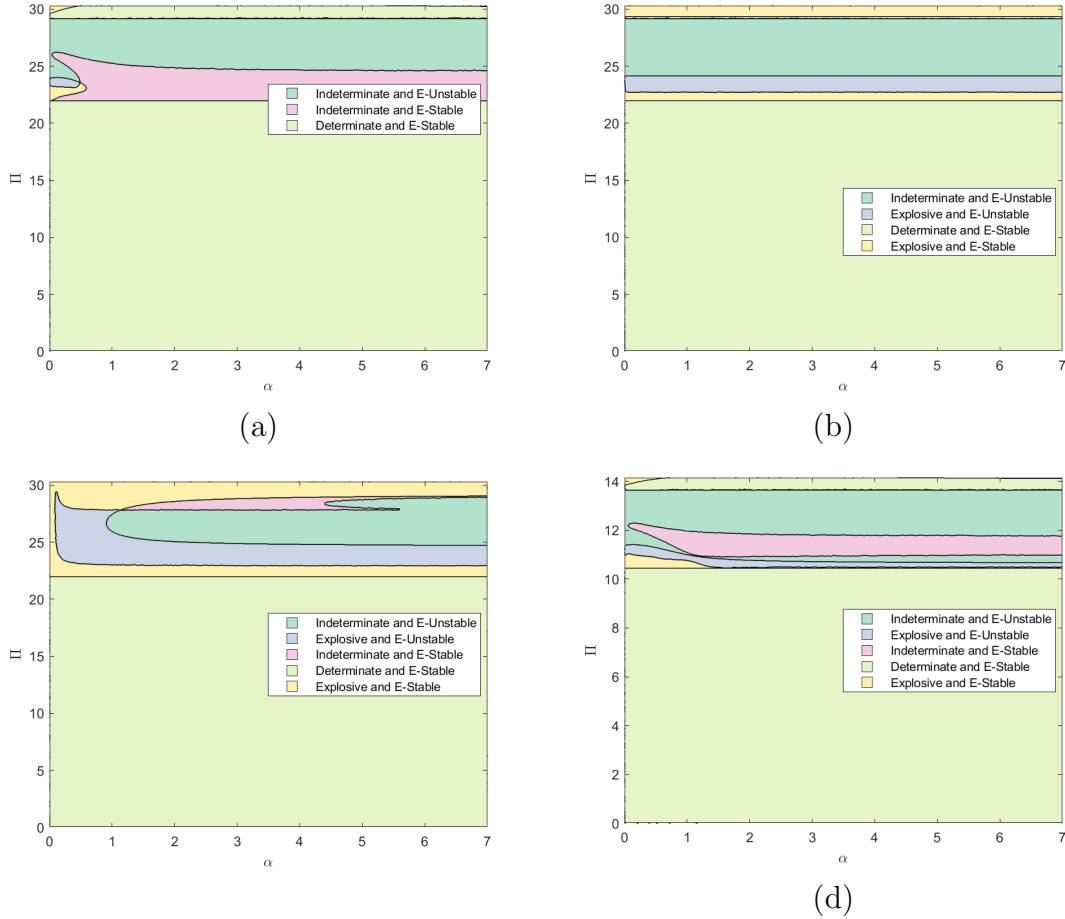 30
25
20
15
10
5
0
Π
0 1 2 3 4 5 6 7
α
Indeterminate and E-Unstable
Indeterminate and E-Stable
Determinate and E-Stable
(a)
30
25
20
15
10
5
0
Π
0 1 2 3 4 5 6 7
α
Indeterminate and E-Unstable
Explosive and E-Unstable
Determinate and E-Stable
Explosive and E-Stable
(b)
30
25
20
15
10
5
0
Π
0 1 2 3 4 5 6 7
α
Indeterminate and E-Unstable
Explosive and E-Unstable
Indeterminate and E-Stable
Determinate and E-Stable
Explosive and E-Stable
14
12
10
8
6
4
2
0
Π
0 1 2 3 4 5 6 7
α
Indeterminate and E-Unstable
Explosive and E-Unstable
Indeterminate and E-Stable
Determinate and E-Stable
Explosive and E-Stable
(d)